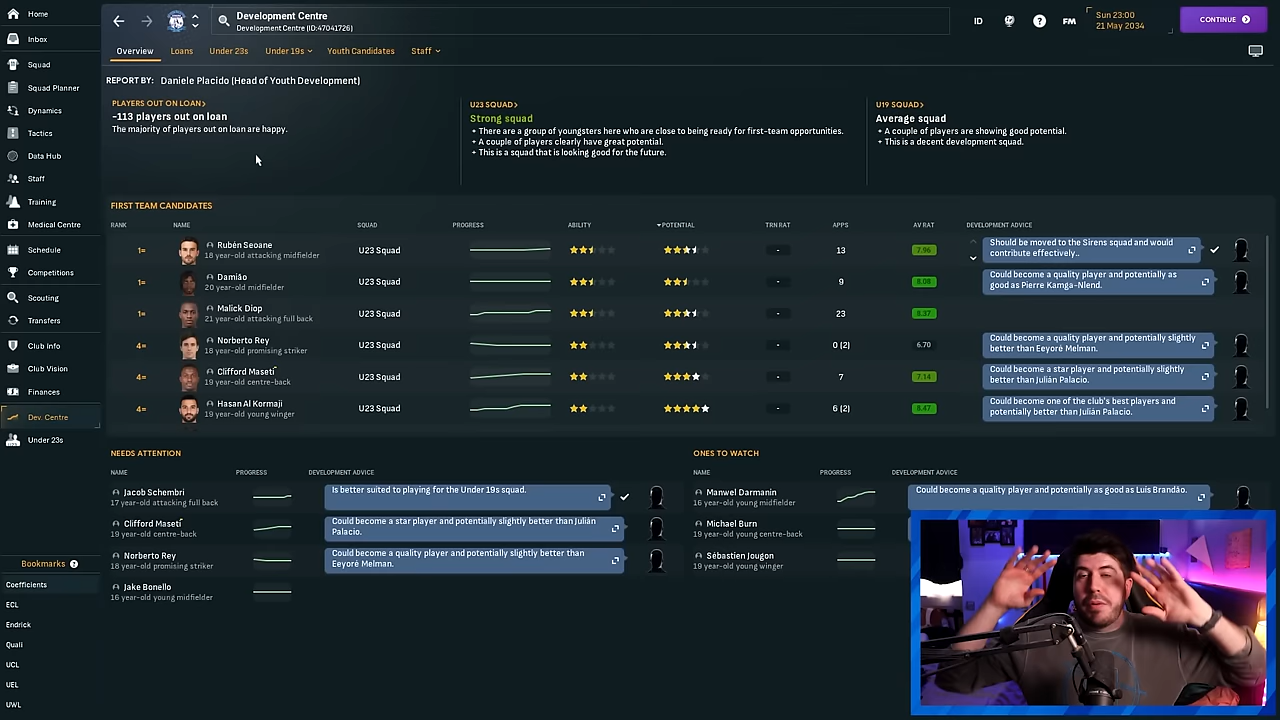 Home
Inbox
Squad
Squad Planner
Dynamics
Tactics
Data Hub
Staff
Training
Medical Centre
Schedule
Competitions
Scouting
Transfers
Club Info
Club Vision
Finances
Dev. Centre
Under 23s
Bookmarks ?
Coefficients
ECL
Endrick
Quali
UCL
UEL
UWL
Development Centre
Development Centre (ID:47041726)
ID
?
FM
Sun 23:00
21 May 2034
CONTINUE
Overview
Loans
Under 23s
Under 19s
Youth Candidates
Staff
REPORT BY: Daniele Placido (Head of Youth Development)
PLAYERS OUT ON LOAN>
-113 players out on loan
The majority of players out on loan are happy.
U23 SQUAD>
Strong squad
+ There are a group of youngsters here who are close to being ready for first-team opportunities.
+ A couple of players clearly have great potential.
+ This is a squad that is looking good for the future.
U19 SQUAD>
Average squad
+ A couple of players are showing good potential.
+ This is a decent development squad.
FIRST TEAM CANDIDATES
RANK NAME SQUAD PROGRESS ABILITY POTENTIAL TRN RAT APPS AV RAT DEVELOPMENT ADVICE
1= Rubén Seoane U23 Squad - 13 7.96 Should be moved to the Sirens squad and would
18 year-old attacking midfielder contribute effectively..
1= Damião U23 Squad - 9 8.08 Could become a quality player and potentially as
20 year-old midfielder good as Pierre Kamga-Nlend.
1= Malick Diop U23 Squad - 23 8.37
21 year-old attacking full back
4= Norberto Rey U23 Squad - 0 (2) 6.70 Could become a quality player and potentially slightly
18 year-old promising striker better than Eeyoré Melman.
4= Clifford Masetí U23 Squad - 7 7.14 Could become a star player and potentially slightly
19 year-old centre-back better than Julián Palacio.
4= Hasan Al Kormaji U23 Squad - 6 (2) 8.47 Could become one of the club's best players and
19 year-old young winger potentially better than Julián Palacio.
NEEDS ATTENTION
NAME PROGRESS DEVELOPMENT ADVICE
Jacob Schembri Is better suited to playing for the Under 19s squad.
17 year-old attacking full back
Clifford Masetí Could become a star player and potentially slightly better than Julián
19 year-old centre-back Palacio.
Norberto Rey Could become a quality player and potentially slightly better than
18 year-old promising striker Eeyoré Melman.
Jake Bonello
16 year-old young midfielder
ONES TO WATCH
NAME PROGRESS DEVELOPMENT ADVICE
Manwel Darmanin Could become a quality player and potentially as good as Luis Brandão.
16 year-old young midfielder
Michael Burn
19 year-old young centre-back
Sébastien Jougon
19 year-old young winger